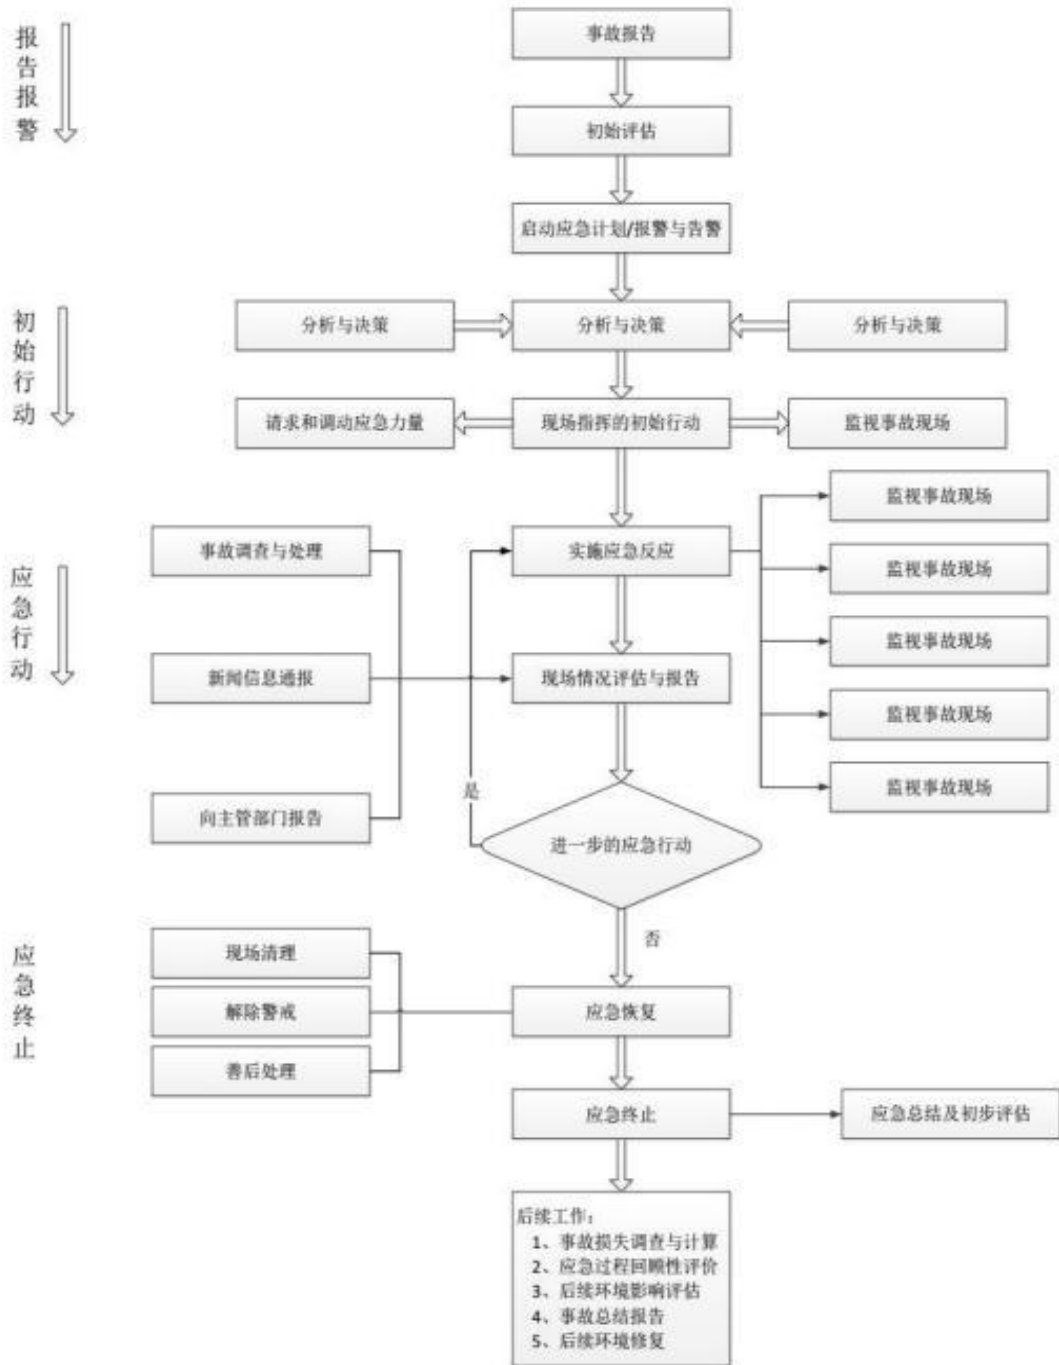 报告报警
事故报告
初始评估
启动应急计划/报警与告警
初始行动
分析与决策
分析与决策
分析与决策
请求和调动应急力量
现场指挥的初始行动
监视事故现场
应急行动
事故调查与处理
新闻信息通报
向主管部门报告
实施应急反应
现场情况评估与报告
监视事故现场
监视事故现场
监视事故现场
监视事故现场
监视事故现场
是
进一步的应急行动
否
应急终止
现场清理
解除警戒
善后处理
应急恢复
应急终止
应急总结及初步评估
后续工作：
1、事故损失调查与计算
2、应急过程回顾性评价
3、后续环境影响评估
4、事故总结报告
5、后续环境修复